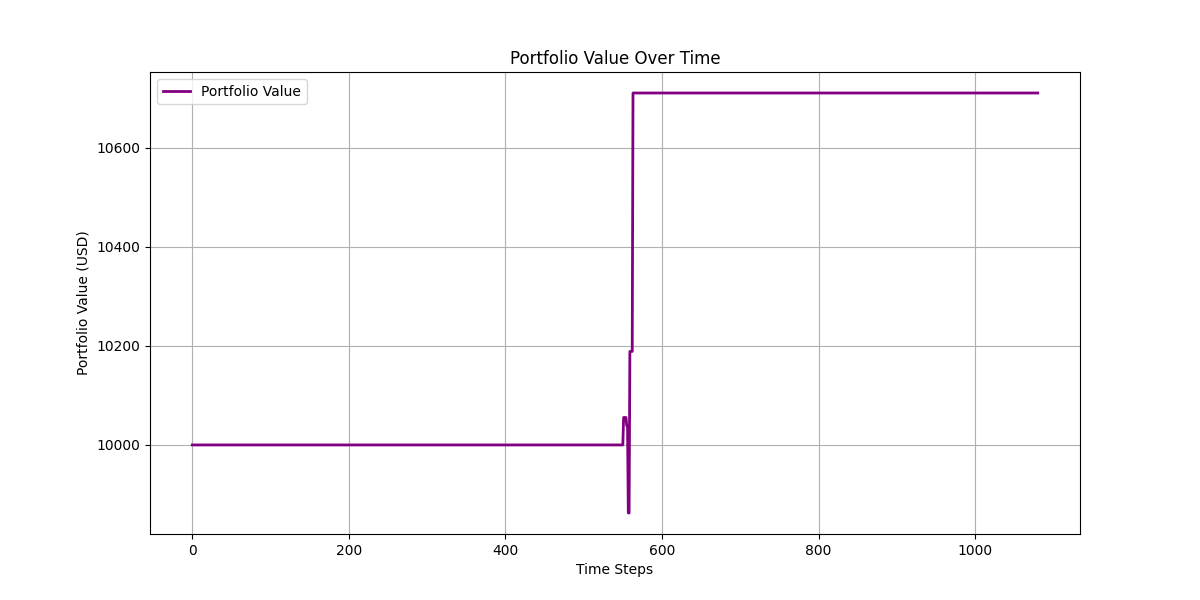 Portfolio Value Over Time
Portfolio Value
10600
10400
10200
10000
Portfolio Value (USD)
0 200 400 600 800 1000
Time Steps